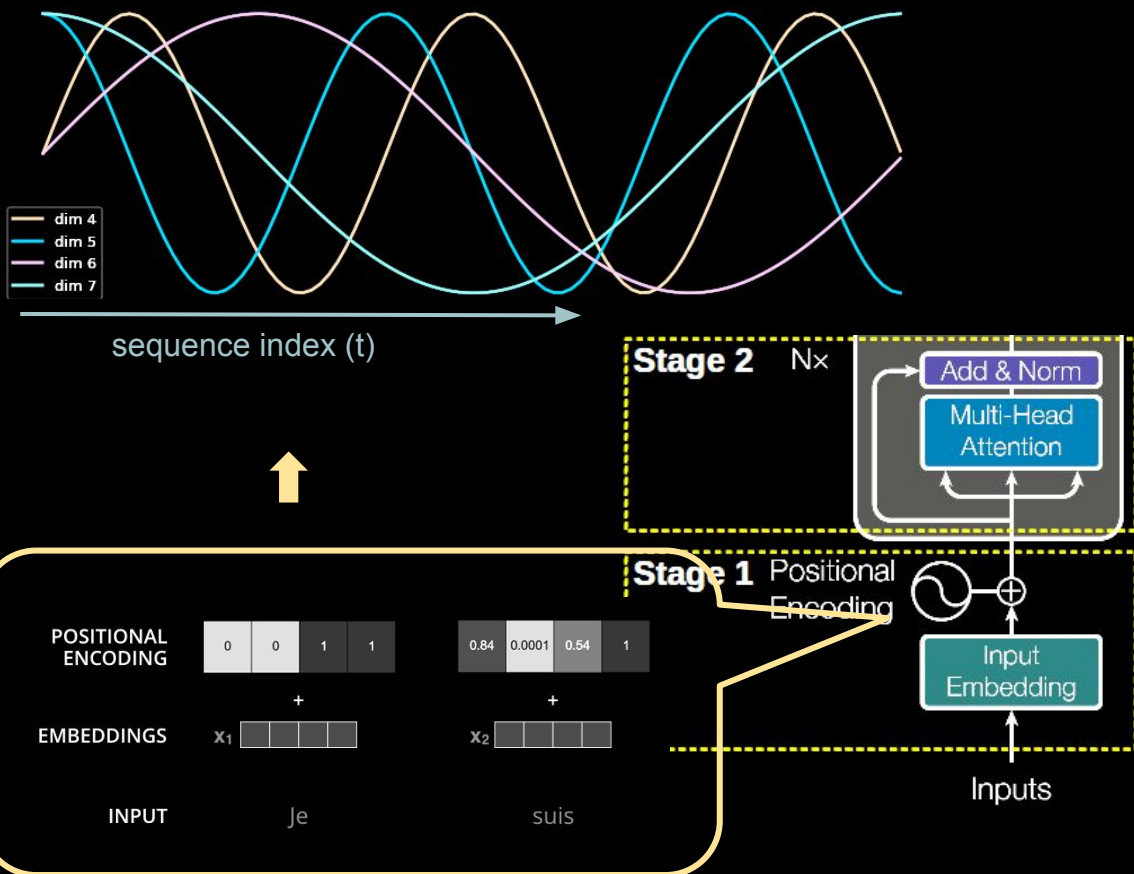 dim 4
dim 5
dim 6
dim 7
sequence index (t)
Stage 2 Nx
Add & Norm
Multi-Head
Attention
Stage 1 Positional
Encoding
Input
Embedding
Inputs
POSITIONAL
ENCODING
0 0 1 1 0.84 0.0001 0.54 1
+ +
EMBEDDINGS x1 x2
INPUT Je suis